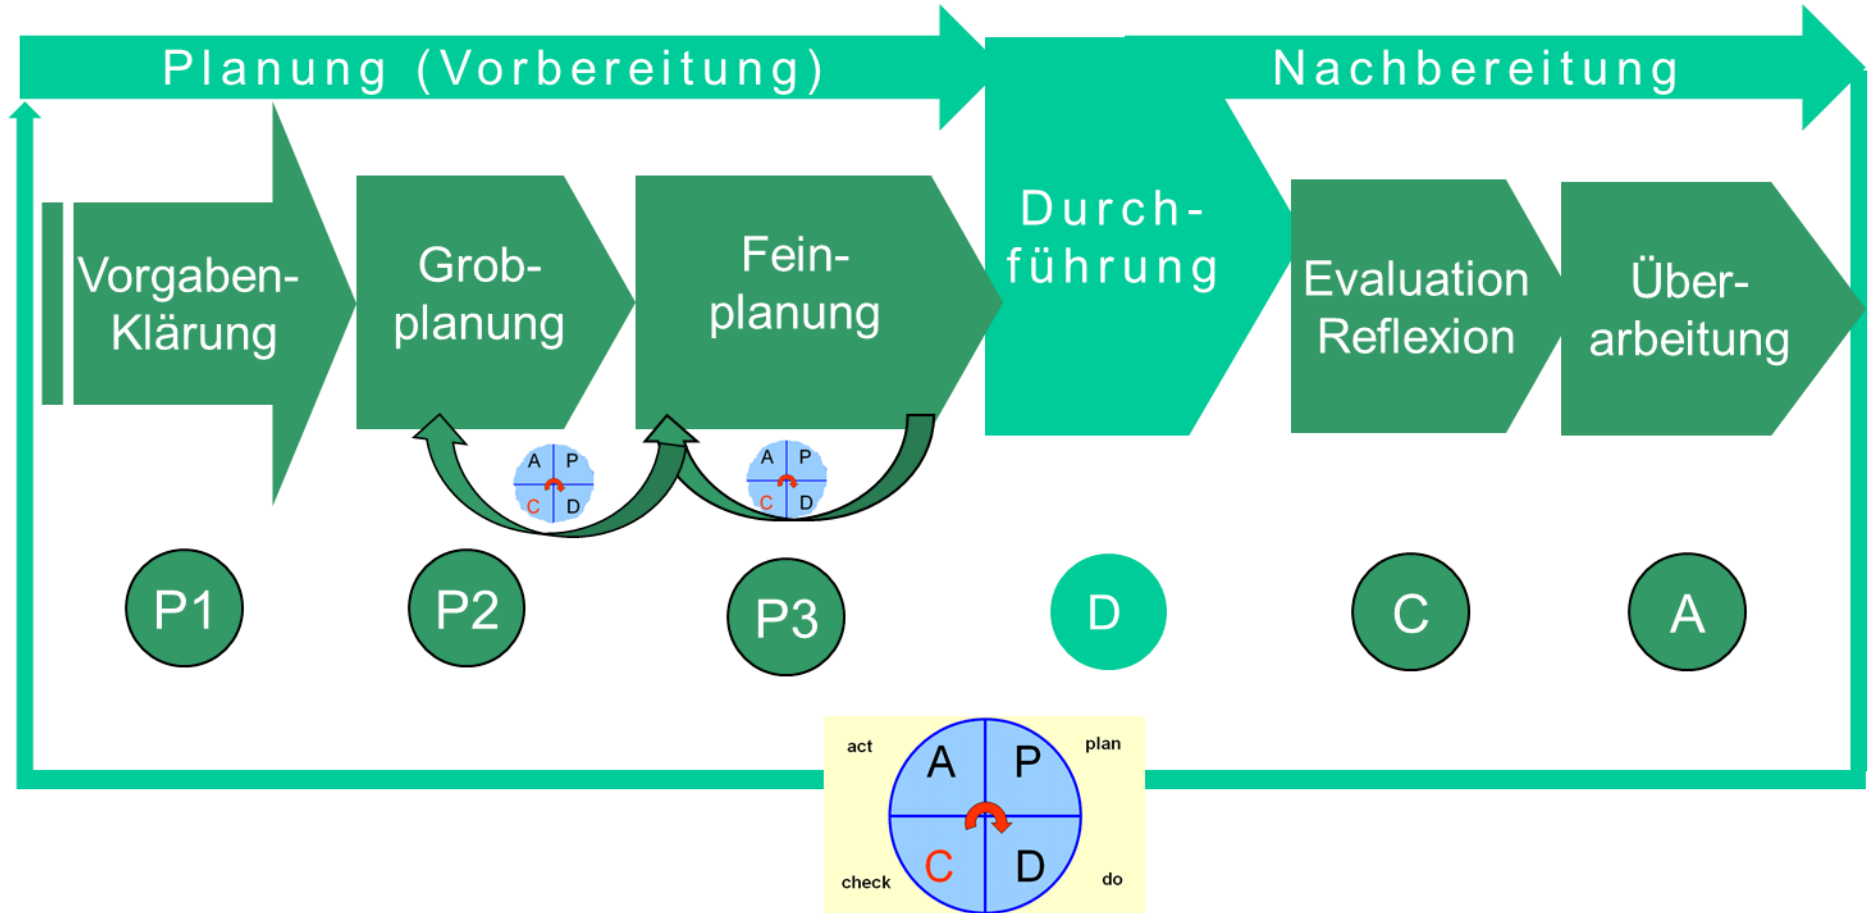 Planung (Vorbereitung)
Nachbereitung
Vorgaben-
Klärung
Grob-
planung
Fein-
planung
Durch-
führung
Evaluation
Reflexion
Über-
arbeitung
A P
C D
A P
C D
P1
P2
P3
D
C
A
act A P plan
check C D do